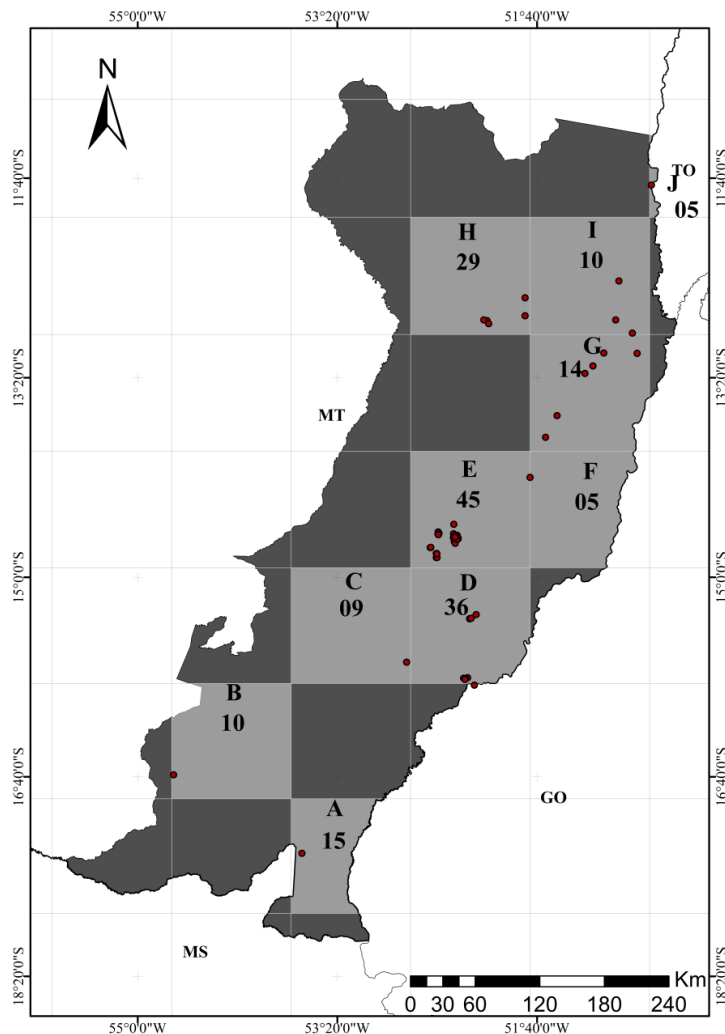 55°0'0"W 53°20'0"W 51°40'0"W
N
11°40'0"S 11°40'0"S
TO
J
05
H I
29 10
G
14
13°20'0"S 13°20'0"S
MT
E F
45 05
15°0'0"S 15°0'0"S
C D
09 36
B
10
16°40'0"S 16°40'0"S
GO
A
15
MS
18°20'0"S 18°20'0"S
Km
0 30 60 120 180 240
55°0'0"W 53°20'0"W 51°40'0"W